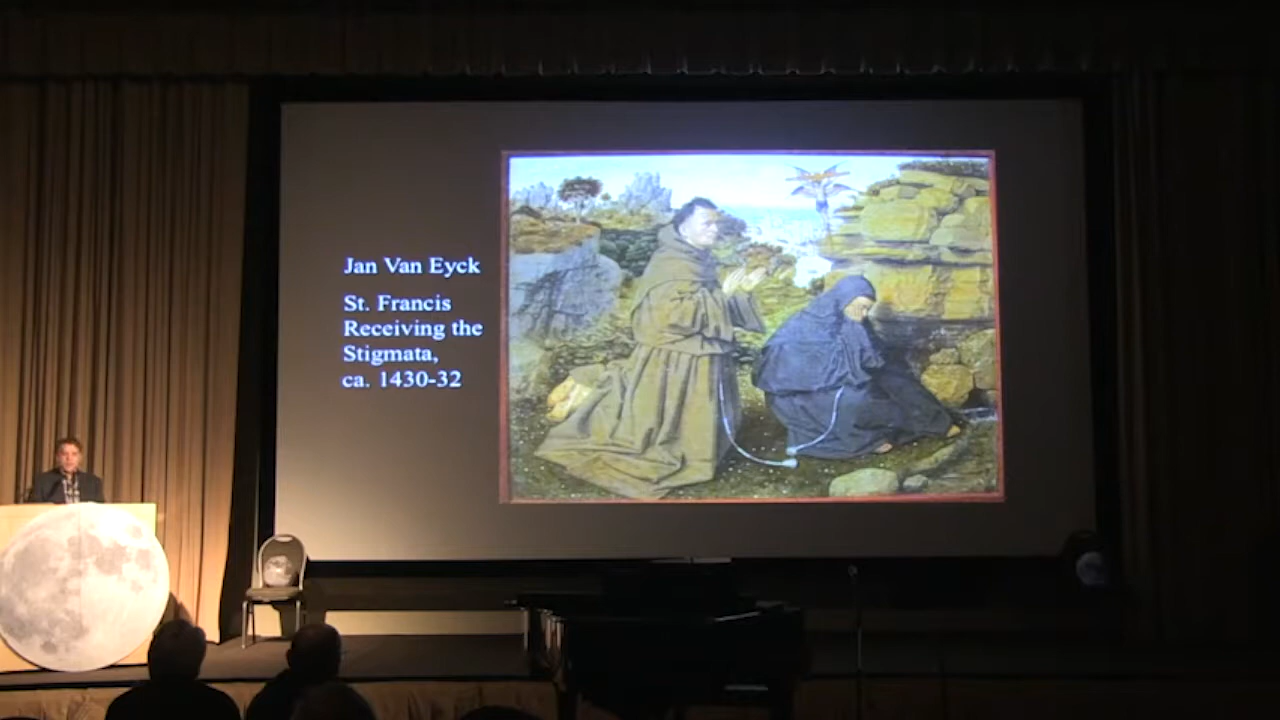 Jan Van Eyck
St. Francis
Receiving the
Stigmata,
ca. 1430-32